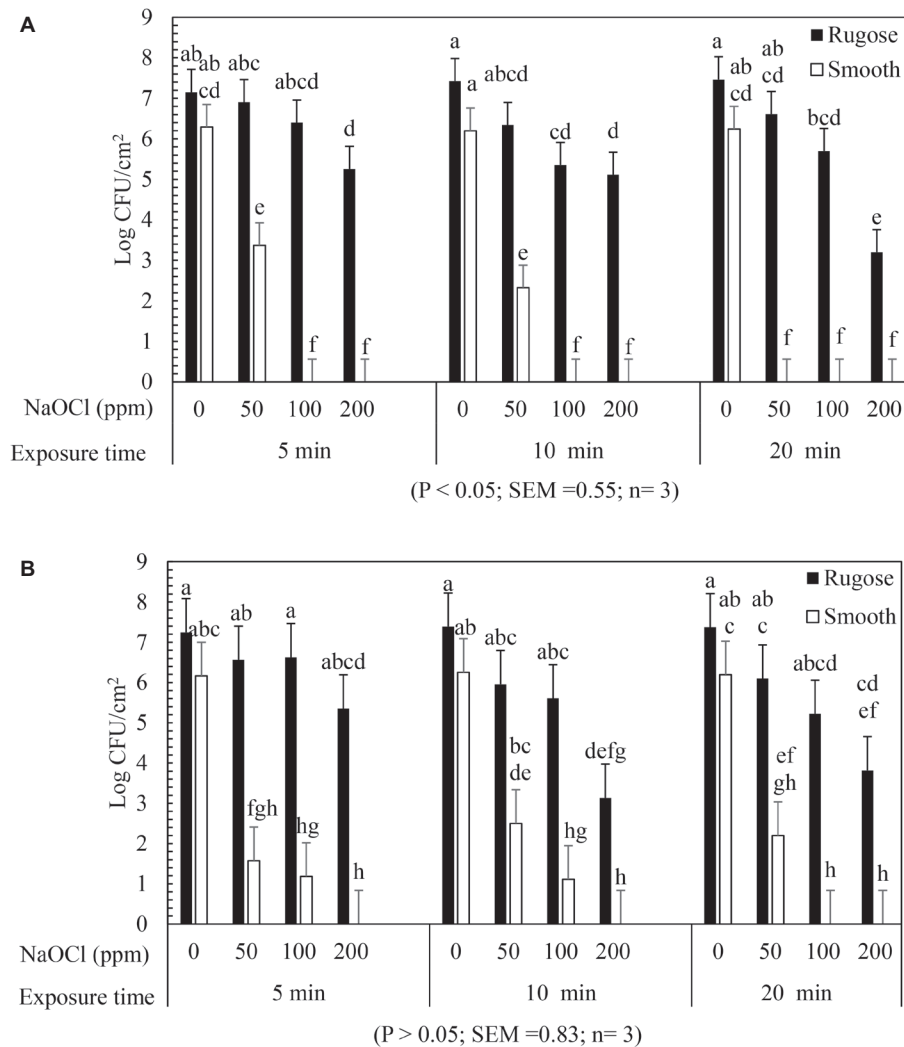 A
9
8
7
6
5
4
3
2
1
0
Log CFU/cm²
Rugose
Smooth
ab ab cd
abc
e
abcd
f
d
f
a
a
abcd
e
cd
f
d
f
a
ab cd
ab cd
f
bcd
f
e
f
NaOCl (ppm) 0 50 100 200 0 50 100 200 0 50 100 200
Exposure time 5 min 10 min 20 min
(P < 0.05; SEM =0.55; n= 3)
B
9
8
7
6
5
4
3
2
1
0
Log CFU/cm²
Rugose
Smooth
a
abc
ab
fgh
a
hg
abcd
h
a
ab
abc
bc de
abc
hg
defg
h
a
ab c
ab c
ef gh
abcd
h
cd ef
h
NaOCl (ppm) 0 50 100 200 0 50 100 200 0 50 100 200
Exposure time 5 min 10 min 20 min
(P > 0.05; SEM =0.83; n= 3)